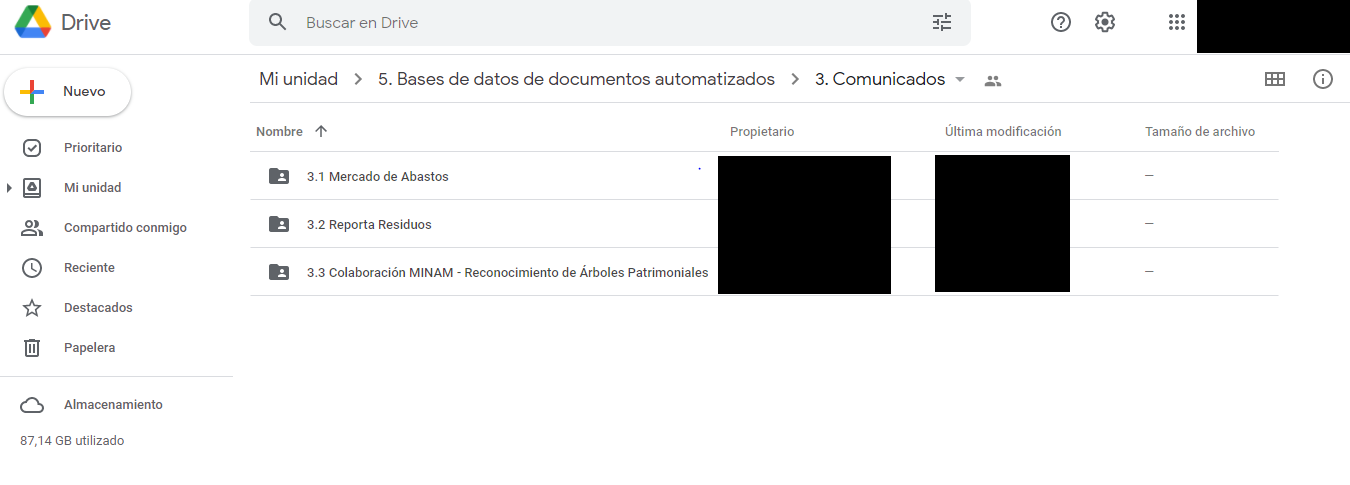 Drive
Buscar en Drive
Nuevo
Prioritario
Mi unidad
Compartido conmigo
Reciente
Destacados
Papelera
Almacenamiento
87,14 GB utilizado
Mi unidad > 5. Bases de datos de documentos automatizados > 3. Comunicados
Nombre Propietario Última modificación Tamaño de archivo
3.1 Mercado de Abastos —
3.2 Reporta Residuos —
3.3 Colaboración MINAM - Reconocimiento de Árboles Patrimoniales —